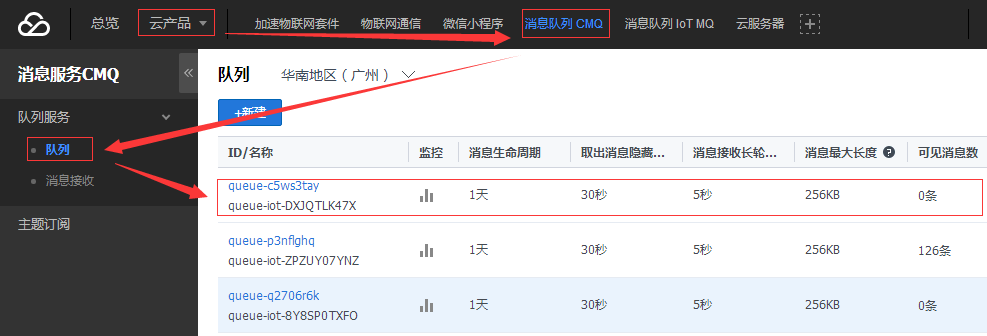 总览
云产品
加速物联网套件
物联网通信
微信小程序
消息队列 CMQ
消息队列 IoT MQ
云服务器
消息服务CMQ
队列服务
队列
消息接收
主题订阅
队列
华南地区（广州）
+新建
ID/名称 监控 消息生命周期 取出消息隐藏... 消息接收长轮... 消息最大长度 可见消息数
queue-c5ws3tay
queue-iot-DXJQTLK47X
1天 30秒 5秒 256KB 0条
queue-p3nflghq
queue-iot-ZPZUY07YNZ
1天 30秒 5秒 256KB 126条
queue-q2706r6k
queue-iot-8Y8SP0TXFO
1天 30秒 5秒 256KB 0条